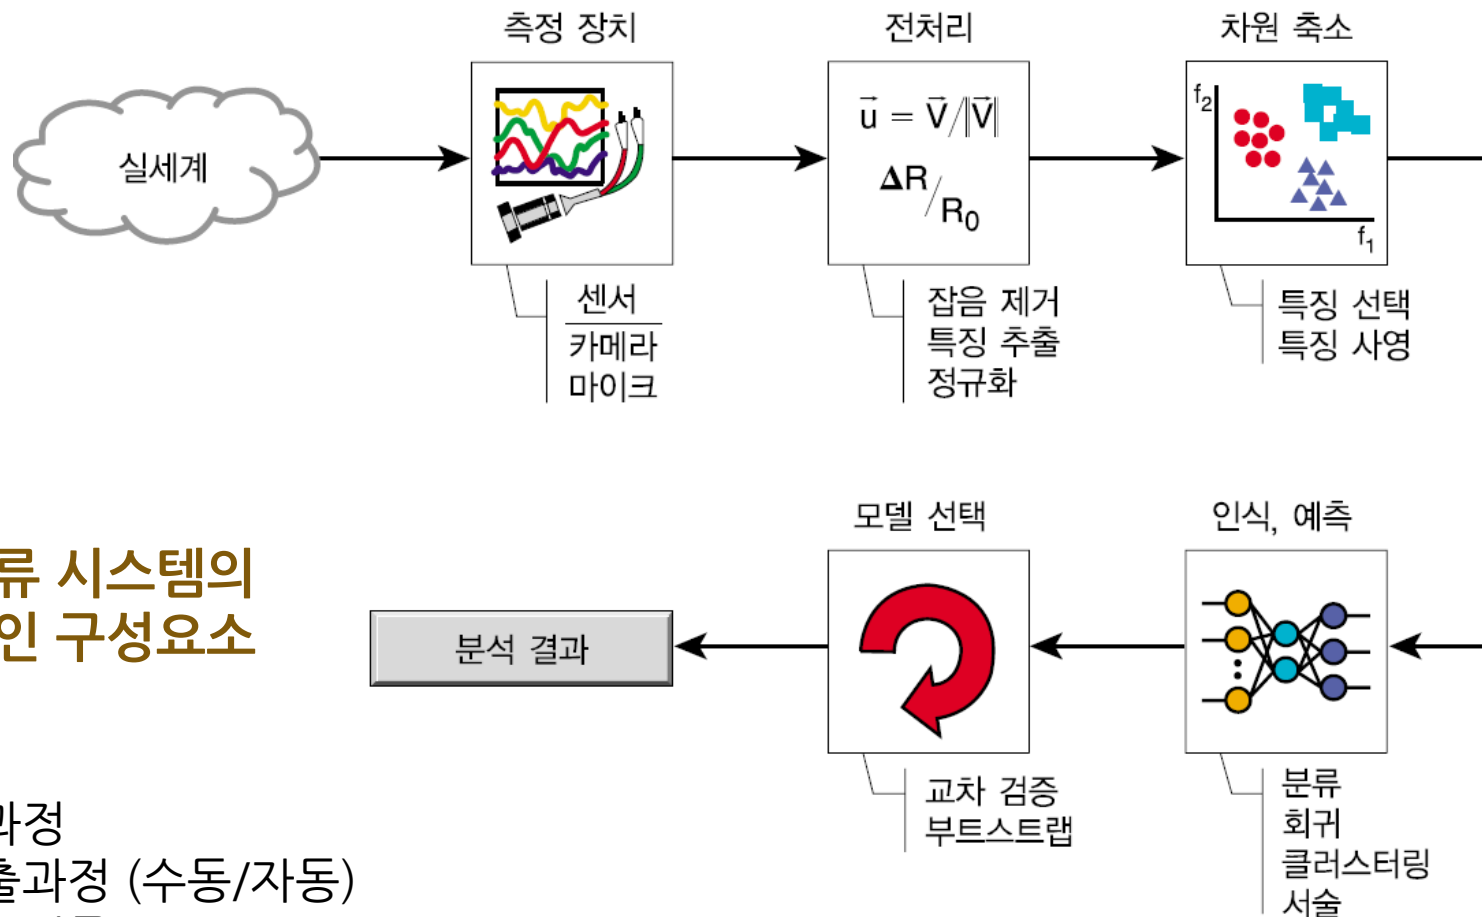 측정 장치
전처리
차원 축소
실세계
u⃗ = V⃗/‖V⃗‖
ΔR/R₀
f₂
f₁
센서
카메라
마이크
잡음 제거
특징 추출
정규화
특징 선택
특징 사영
모델 선택
인식, 예측
류 시스템의
인 구성요소
분석 결과
교차 검증
부트스트랩
분류
회귀
클러스터링
서술
과정
출과정 (수동/자동)